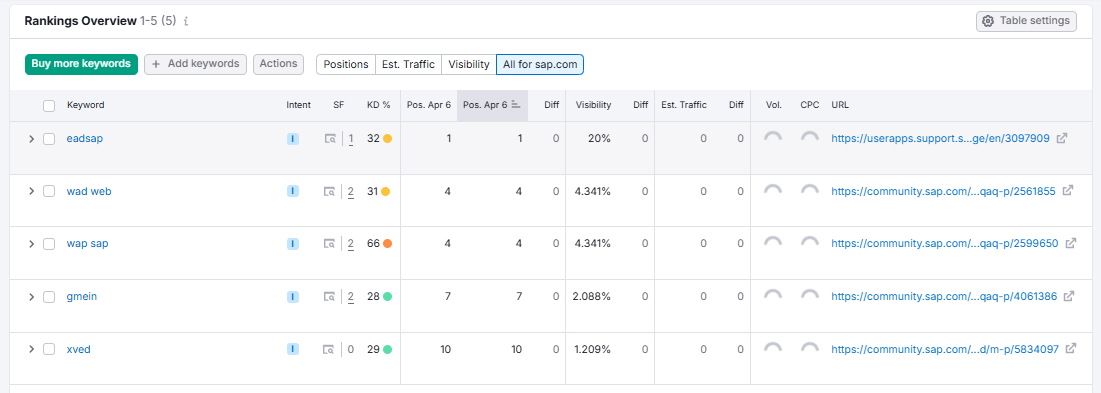 Rankings Overview 1-5 (5) i
Table settings
Buy more keywords + Add keywords Actions Positions Est. Traffic Visibility All for sap.com
Keyword Intent SF KD % Pos. Apr 6 Pos. Apr 6 Diff Visibility Diff Est. Traffic Diff Vol. CPC URL
eadsap I 1 32 1 1 0 20% 0 0 0 https://userapps.support.s...ge/en/3097909
wad web I 2 31 4 4 0 4.341% 0 0 0 https://community.sap.com/...qaq-p/2561855
wap sap I 2 66 4 4 0 4.341% 0 0 0 https://community.sap.com/...qaq-p/2599650
gmein I 2 28 7 7 0 2.088% 0 0 0 https://community.sap.com/...qaq-p/4061386
xved I 0 29 10 10 0 1.209% 0 0 0 https://community.sap.com/...d/m-p/5834097